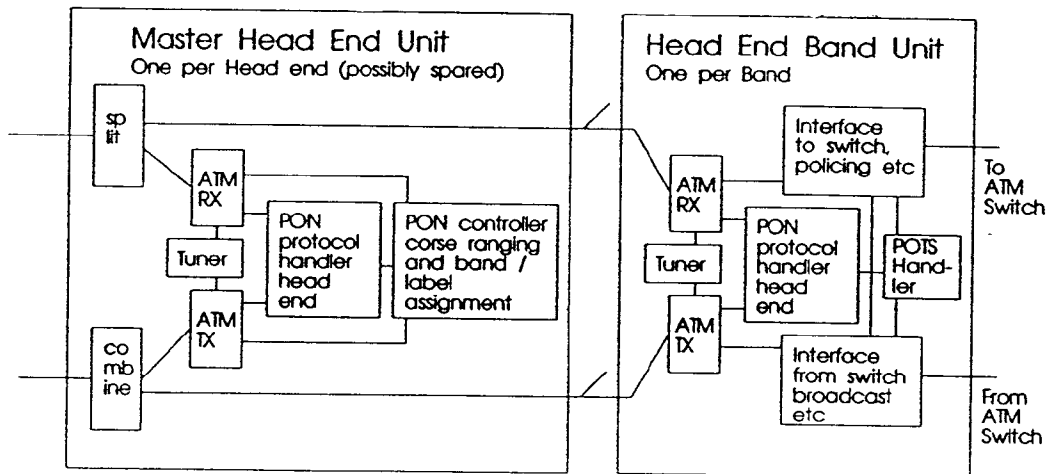 Master Head End Unit
One per Head end (possibly spared)
sp
lit
ATM
RX
Tuner
ATM
TX
PON
protocol
handler
head
end
PON controller
corse ranging
and band /
label
assignment
co
mb
ine
Head End Band Unit
One per Band
Interface
to switch,
policing etc
ATM
RX
Tuner
ATM
TX
PON
protocol
handler
head
end
POTS
Hand-
ler
Interface
from switch
broadcast
etc
To
ATM
Switch
From
ATM
Switch